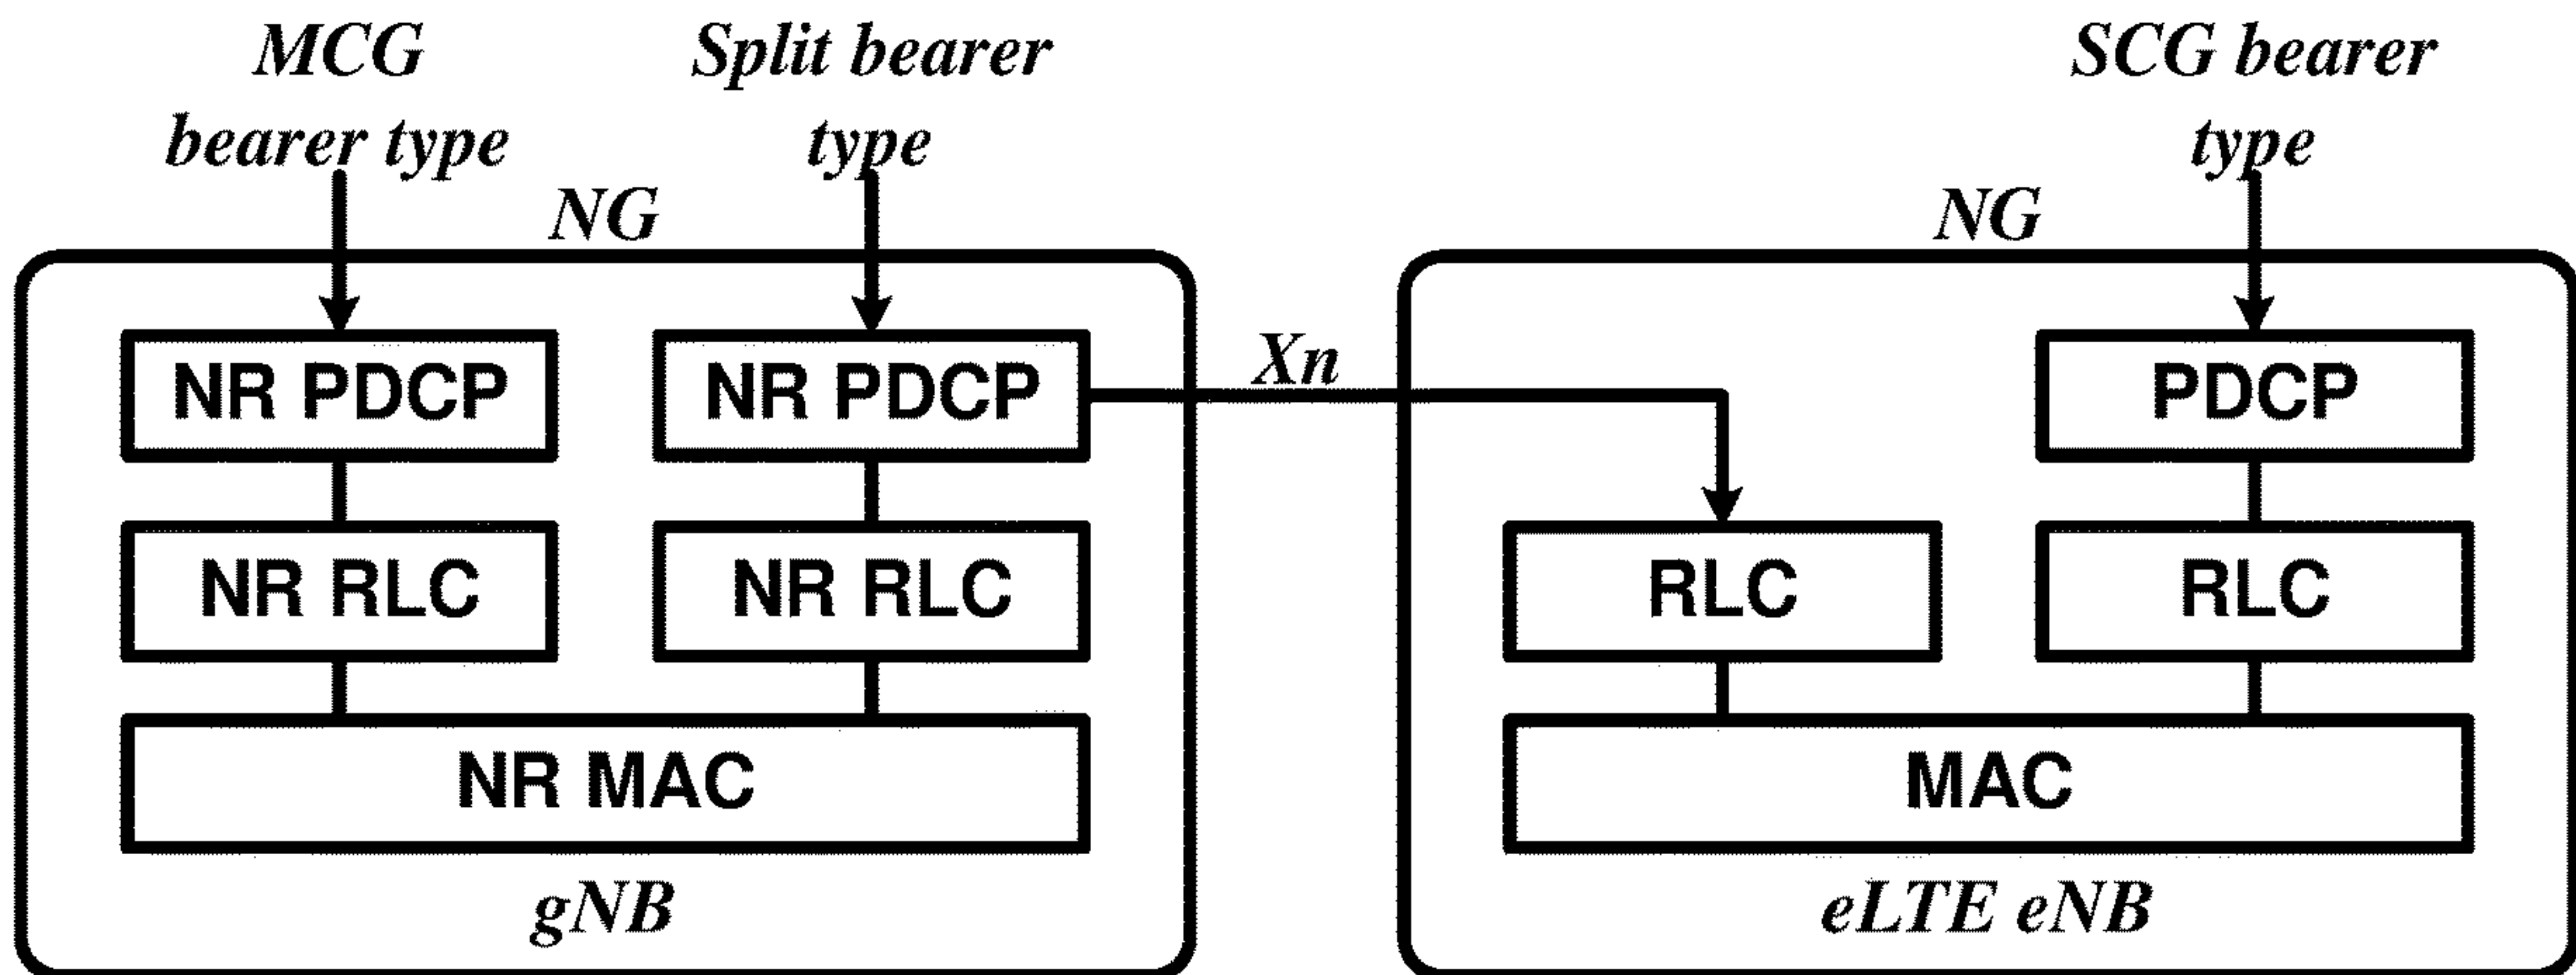 MCG
bearer type
Split bearer
type
SCG bearer
type
NG
NG
Xn
NR PDCP
NR PDCP
PDCP
NR RLC
NR RLC
RLC
RLC
NR MAC
MAC
gNB
eLTE eNB